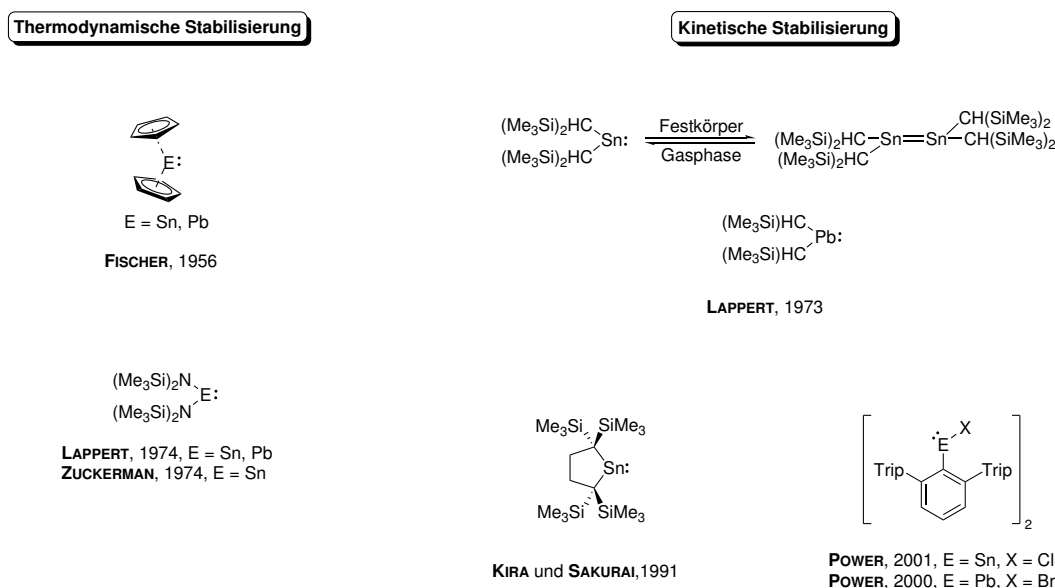 Thermodynamische Stabilisierung
Kinetische Stabilisierung
E:
E = Sn, Pb
FISCHER, 1956
(Me3Si)2HC
Sn:
(Me3Si)2HC
Festkörper
Gasphase
CH(SiMe3)2
(Me3Si)2HC Sn=Sn CH(SiMe3)2
(Me3Si)2HC
(Me3Si)HC
Pb:
(Me3Si)HC
LAPPERT, 1973
(Me3Si)2N
E:
(Me3Si)2N
LAPPERT, 1974, E = Sn, Pb
ZUCKERMAN, 1974, E = Sn
Me3Si SiMe3
Sn:
Me3Si SiMe3
KIRA und SAKURAI,1991
X
:E
Trip Trip
2
POWER, 2001, E = Sn, X = Cl
POWER, 2000, E = Pb, X = Br